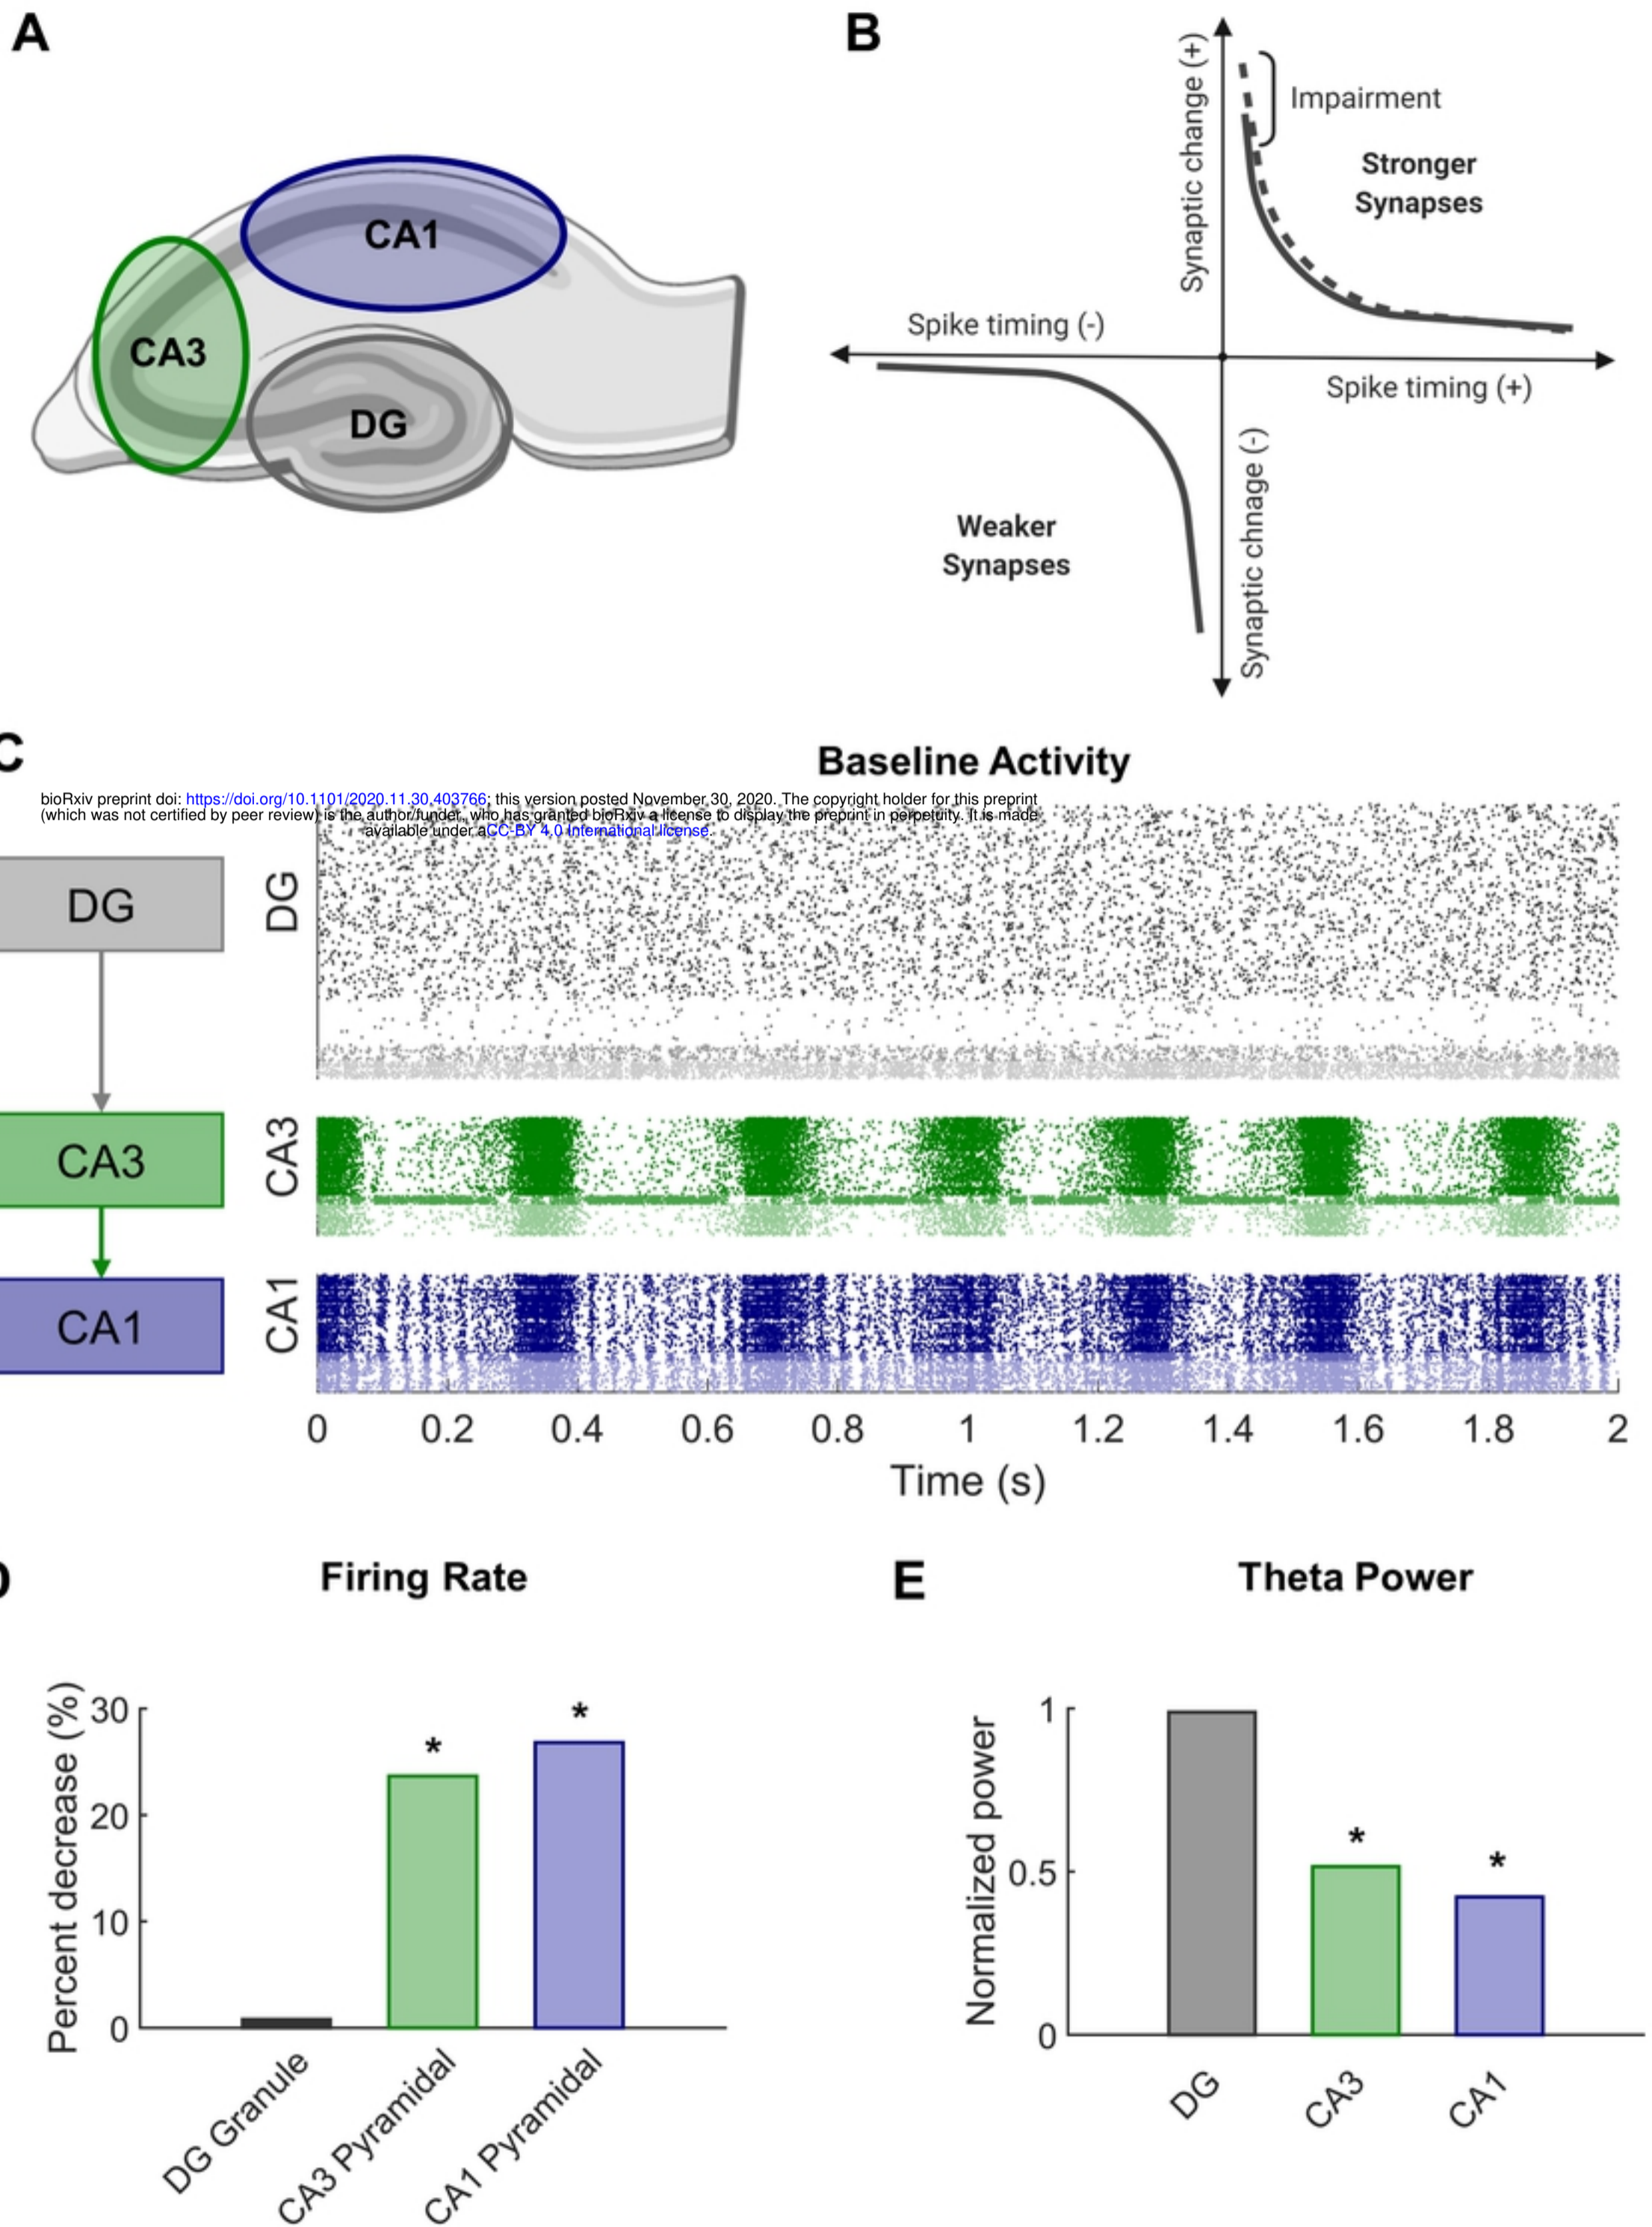 A
CA1
CA3
DG
B
Synaptic change (+)
Impairment
Stronger
Synapses
Spike timing (-)
Spike timing (+)
Weaker
Synapses
Synaptic chnage (-)
C
Baseline Activity
bioRxiv preprint doi: https://doi.org/10.1101/2020.11.30.403766; this version posted November 30, 2020. The copyright holder for this preprint
(which was not certified by peer review) is the author/funder, who has granted bioRxiv a license to display the preprint in perpetuity. It is made
available under aCC-BY 4.0 International license.
DG
DG
CA3
CA3
CA1
CA1
0 0.2 0.4 0.6 0.8 1 1.2 1.4 1.6 1.8 2
Time (s)
D
Firing Rate
Percent decrease (%)
30
20
10
0
*
*
DG Granule
CA3 Pyramidal
CA1 Pyramidal
E
Theta Power
Normalized power
1
0.5
0
*
*
DG
CA3
CA1